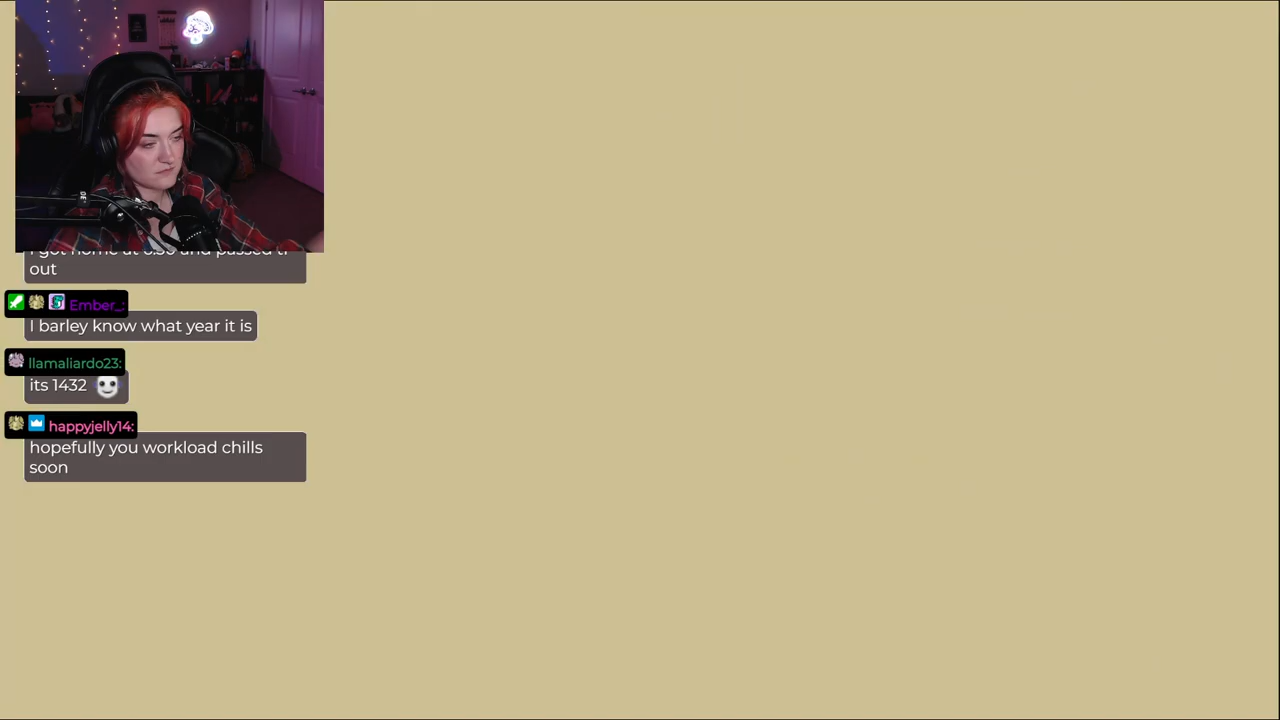 out
Ember_:
I barley know what year it is
llamaliardo23:
its 1432
happyjelly14:
hopefully you workload chills
soon